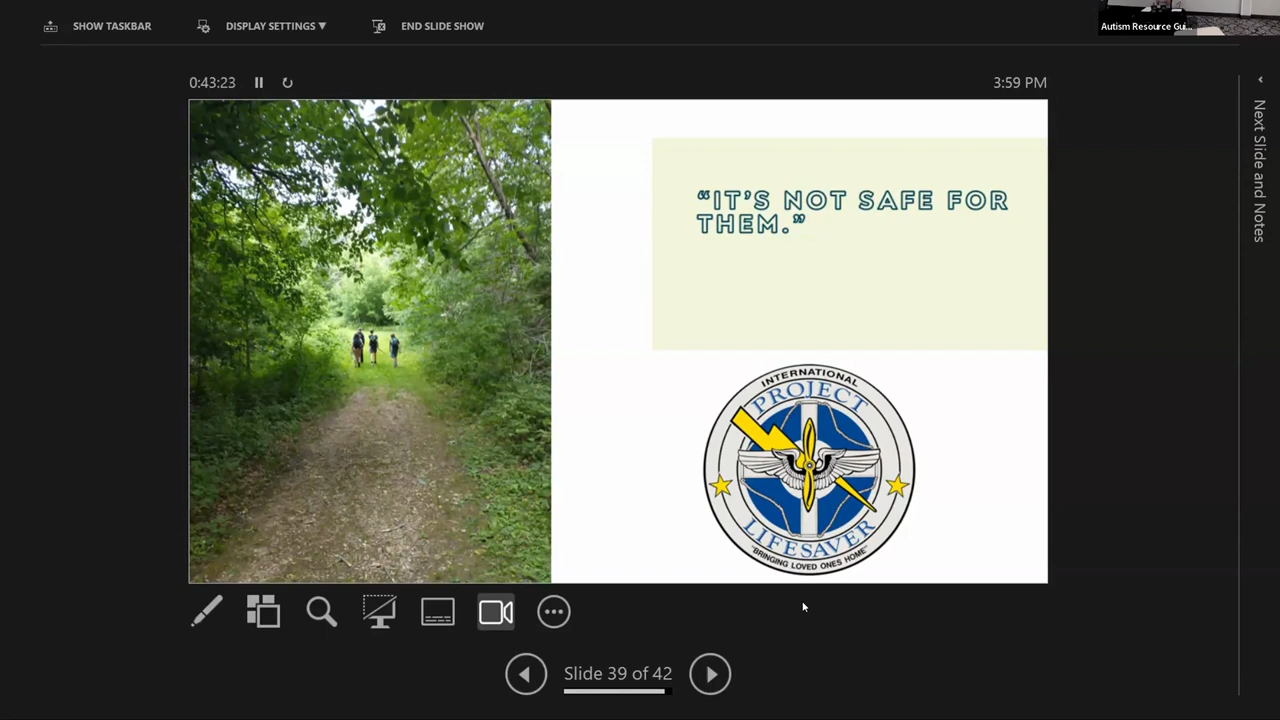 SHOW TASKBAR
DISPLAY SETTINGS ▼
END SLIDE SHOW
Autism Resource Gui...
0:43:23
3:59 PM
Next Slide and Notes
“IT’S NOT SAFE FOR
THEM.”
INTERNATIONAL
PROJECT
LIFESAVER
"BRINGING LOVED ONES HOME"
Slide 39 of 42